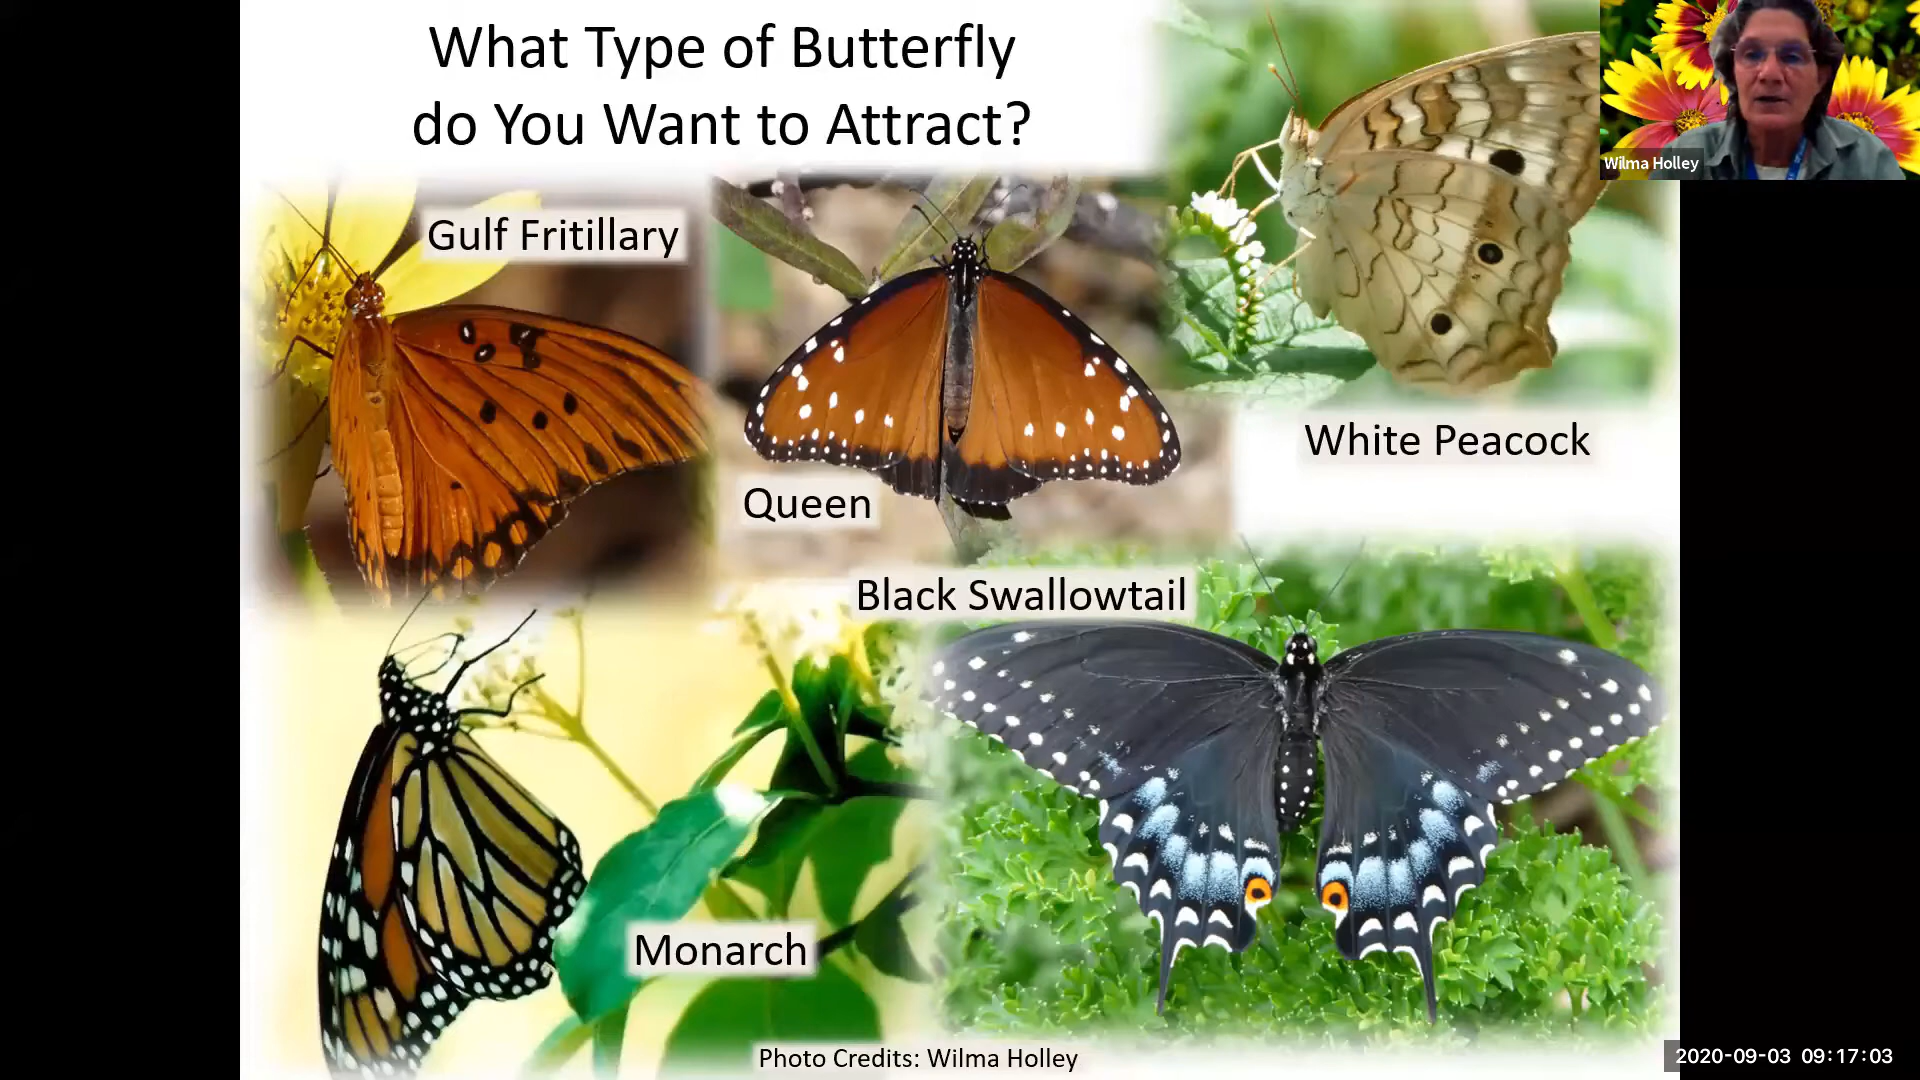 What Type of Butterfly
do You Want to Attract?
Wilma Holley
Gulf Fritillary
White Peacock
Queen
Black Swallowtail
Monarch
Photo Credits: Wilma Holley
2020-09-03 09:17:03